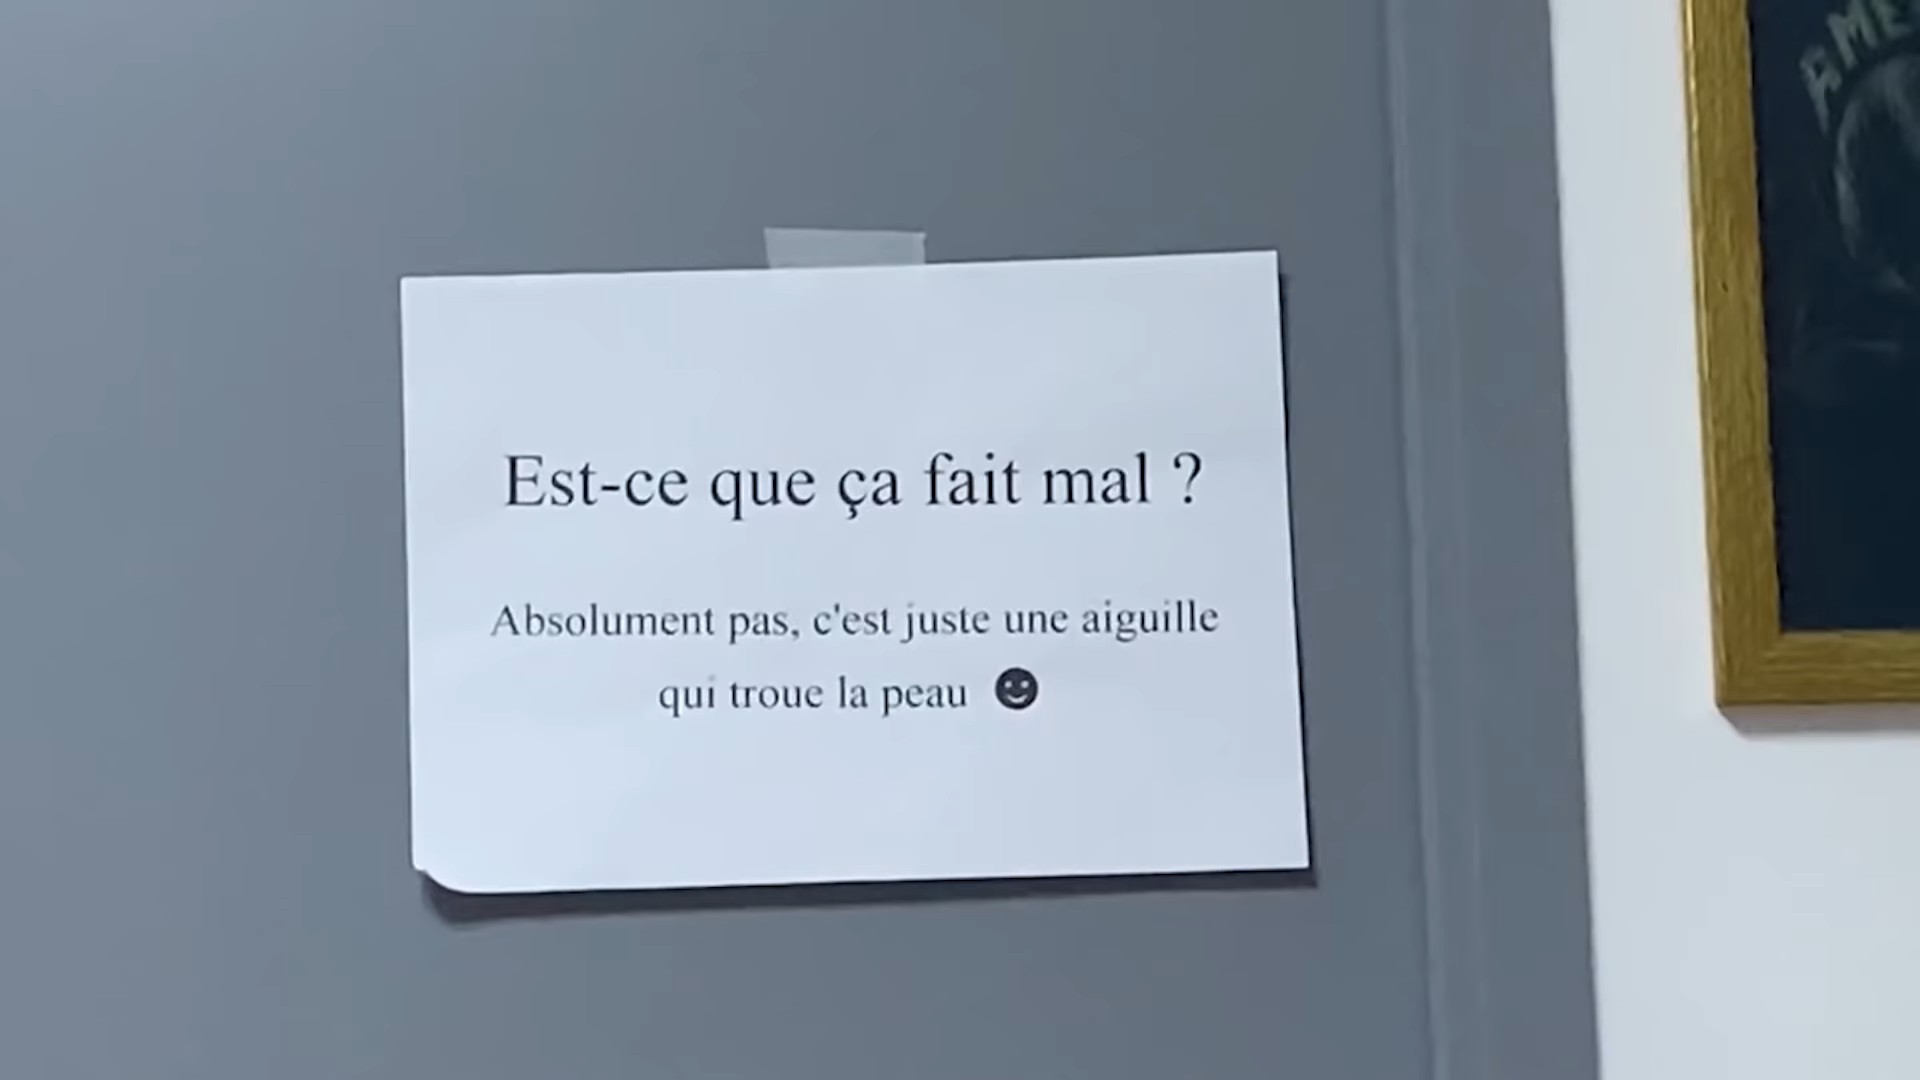 Est-ce que ça fait mal ?
Absolument pas, c'est juste une aiguille
qui troue la peau ☻